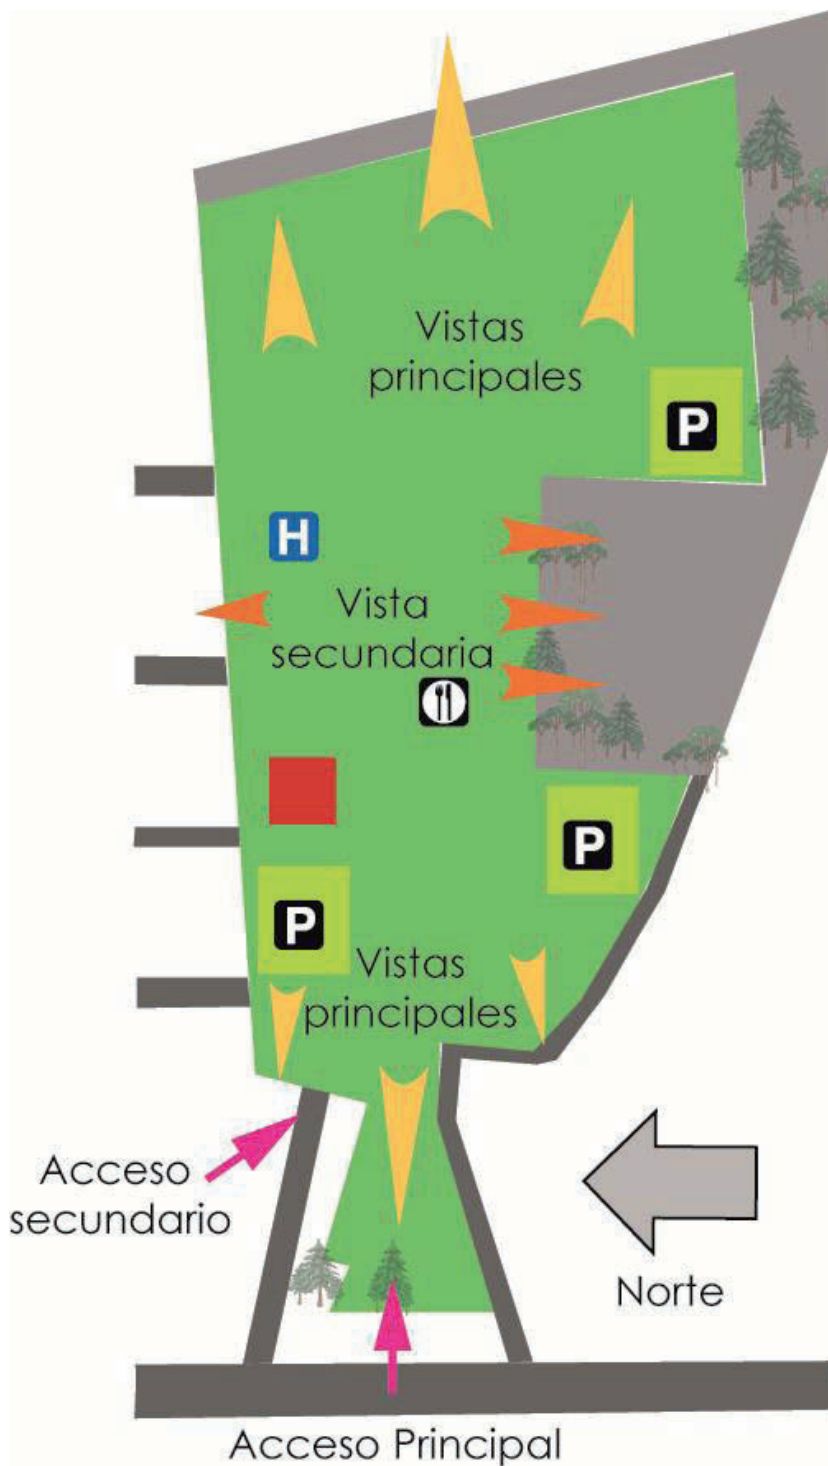 Vistas
principales
P
H
Vista
secundaria
P
P
Vistas
principales
Acceso
secundario
Norte
Acceso Principal